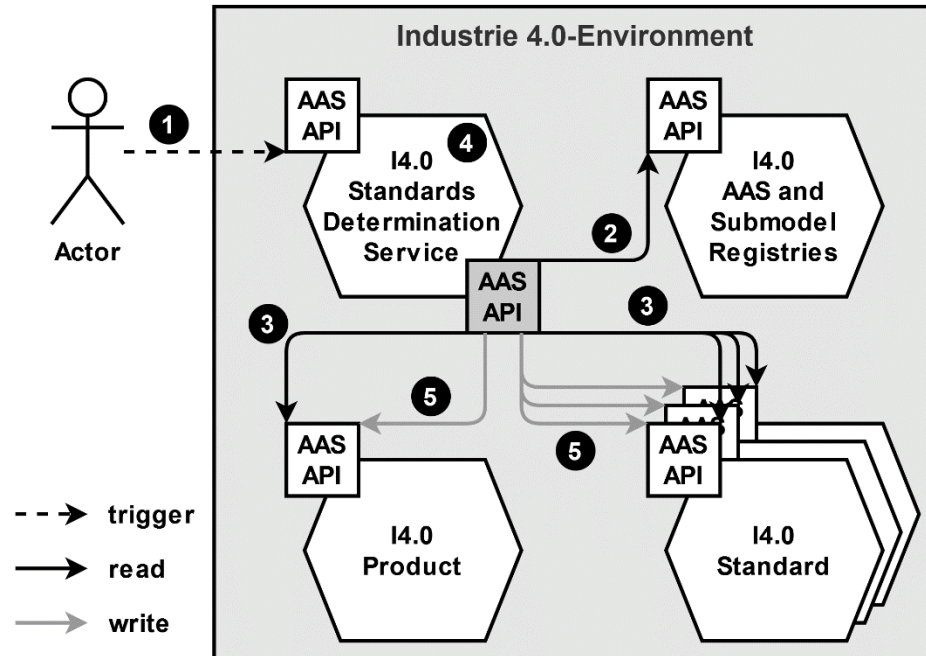 Industrie 4.0-Environment
1
AAS
API
4
I4.0
Standards
Determination
Service
AAS
API
I4.0
AAS and
Submodel
Registries
Actor
2
AAS
API
3
3
5
5
AAS
API
I4.0
Product
AAS
AAS
AAS
API
I4.0
Standard
trigger
read
write